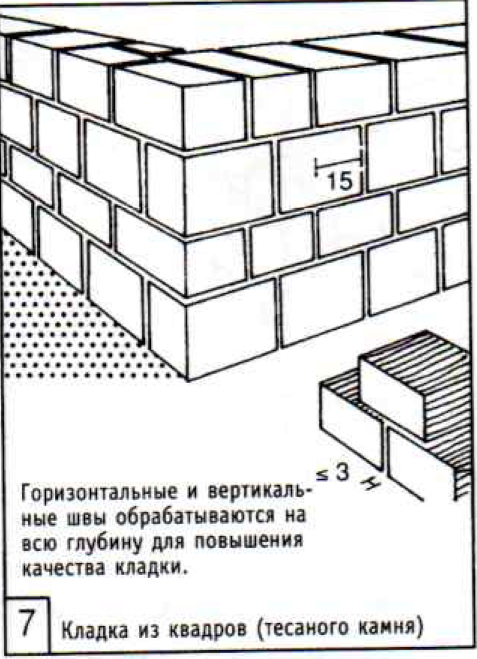 15
≤ 3
Горизонтальные и вертикаль-
ные швы обрабатываются на
всю глубину для повышения
качества кладки.
7 Кладка из квадров (тесаного камня)